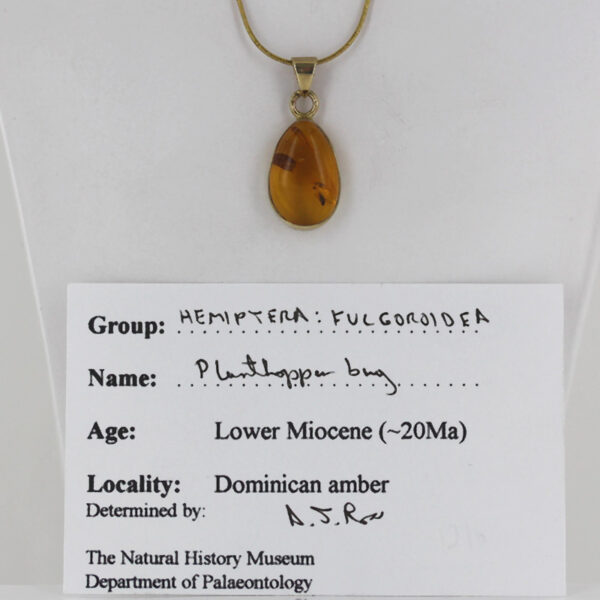 Group: HEMIPTERA: FULGOROIDEA
Name: Planthopper bug
Age: Lower Miocene (~20Ma)
Locality: Dominican amber
Determined by: A.J.Ross
The Natural History Museum
Department of Palaeontology